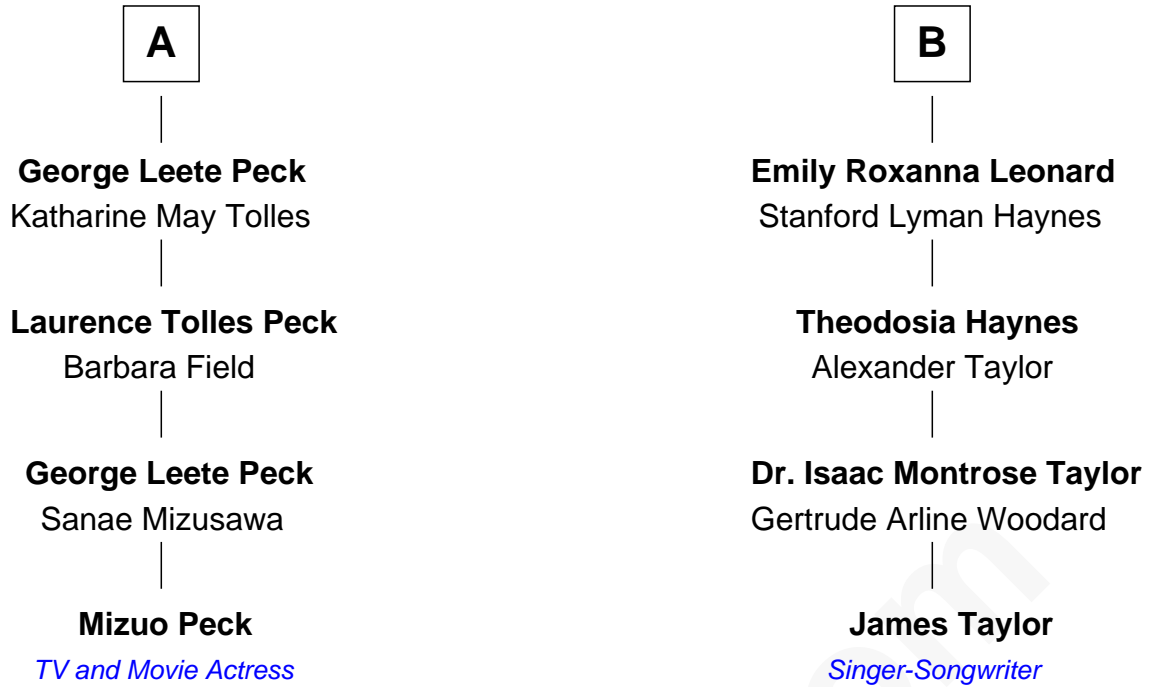 A
George Leete Peck
Katharine May Tolles
Laurence Tolles Peck
Barbara Field
George Leete Peck
Sanae Mizusawa
Mizuo Peck
TV and Movie Actress
B
Emily Roxanna Leonard
Stanford Lyman Haynes
Theodosia Haynes
Alexander Taylor
Dr. Isaac Montrose Taylor
Gertrude Arline Woodard
James Taylor
Singer-Songwriter